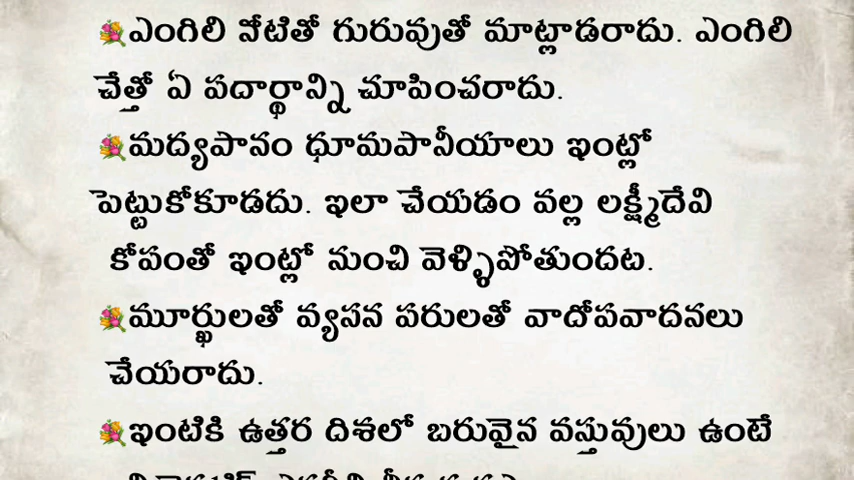 ఎంగిలి నోటితో గురువుతో మాట్లాడరాదు. ఎంగిలి
చేత్తో ఏ పదార్థాన్ని చూపించరాదు.
మద్యపానం ధూమపానీయాలు ఇంట్లో
పెట్టుకోకూడదు. ఇలా చేయడం వల్ల లక్ష్మీదేవి
కోపంతో ఇంట్లో నుంచి వెళ్ళిపోతుందట.
మూర్ఖులతో వ్యసన పరులతో వాదోపవాదనలు
చేయరాదు.
ఇంటికి ఉత్తర దిశలో బరువైన వస్తువులు ఉంటే